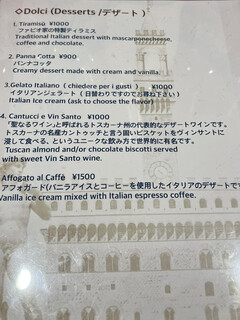 ◇Dolci (Desserts /デザート )
1. Tiramisù ¥1000
ファビオ家の特製ティラミス
Traditional Italian dessert with mascarponecheese,
coffee and chocolate.
2. Panna Cotta ¥900
パンナコッタ
Creamy dessert made with cream and vanilla.
3.Gelato Italiano ( chiedere per i gusti ) ¥1000
イタリアンジェラート ( 日替わりですのでお尋ね下さい )
Italian Ice cream (ask to choose the flavor)
4. Cantucci e Vin Santo ¥1000
「聖なるワイン」と呼ばれるトスカーナ州の代表的なデザートワインです。
トスカーナの名産カントゥッチと言う固いビスケットをヴィンサントに
浸して食べる、というユニークな飲み方で世界的に有名です。
Tuscan almond and/or chocolate biscotti served
with sweet Vin Santo wine.
Affogato al Caffè ¥1500
アフォガード(バニラアイスとコーヒーを使用したイタリアのデザートで
Vanilla ice cream mixed with Italian espresso coffee.